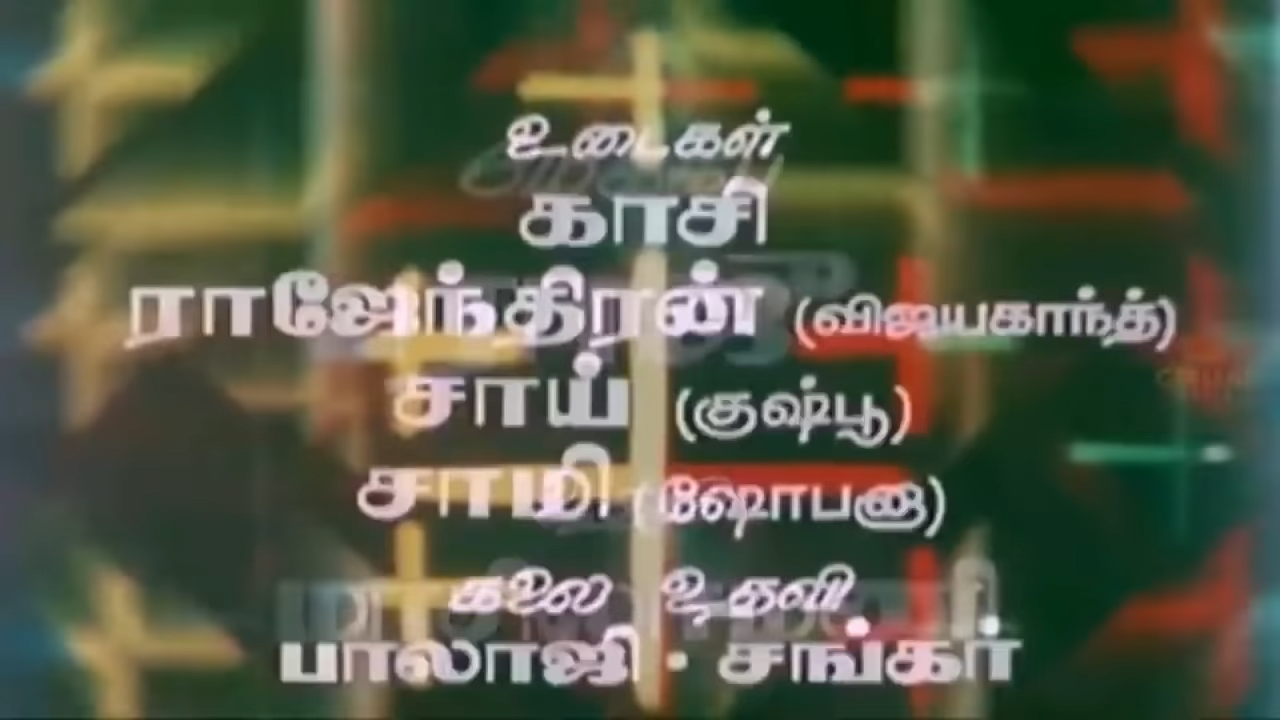 உடைகள்
காசி
ராஜேந்திரன் (விஜயகாந்த்)
சாய் (குஷ்பூ)
சாமி (ஷோபனா)
கலை உதவி
பாலாஜி · சங்கர்